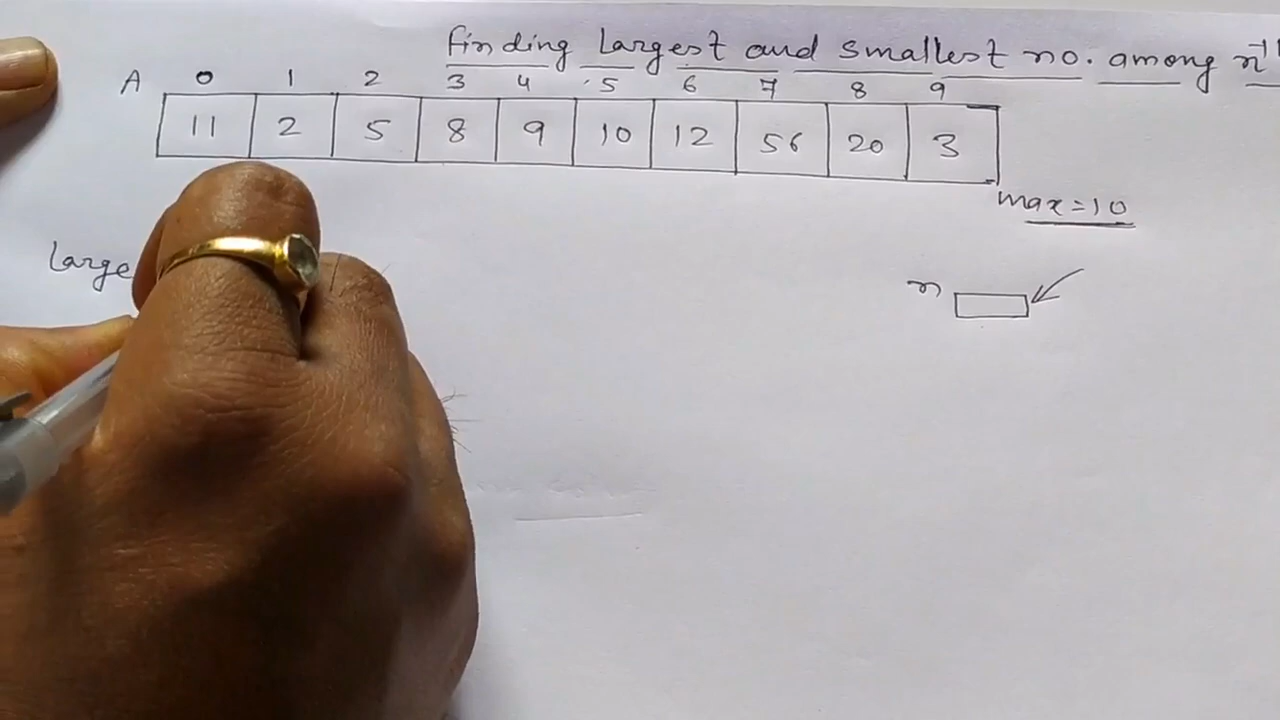 Finding Largest and smallest no. among n
A 0 1 2 3 4 5 6 7 8 9
11 2 5 8 9 10 12 56 20 3
max=10
Large
n